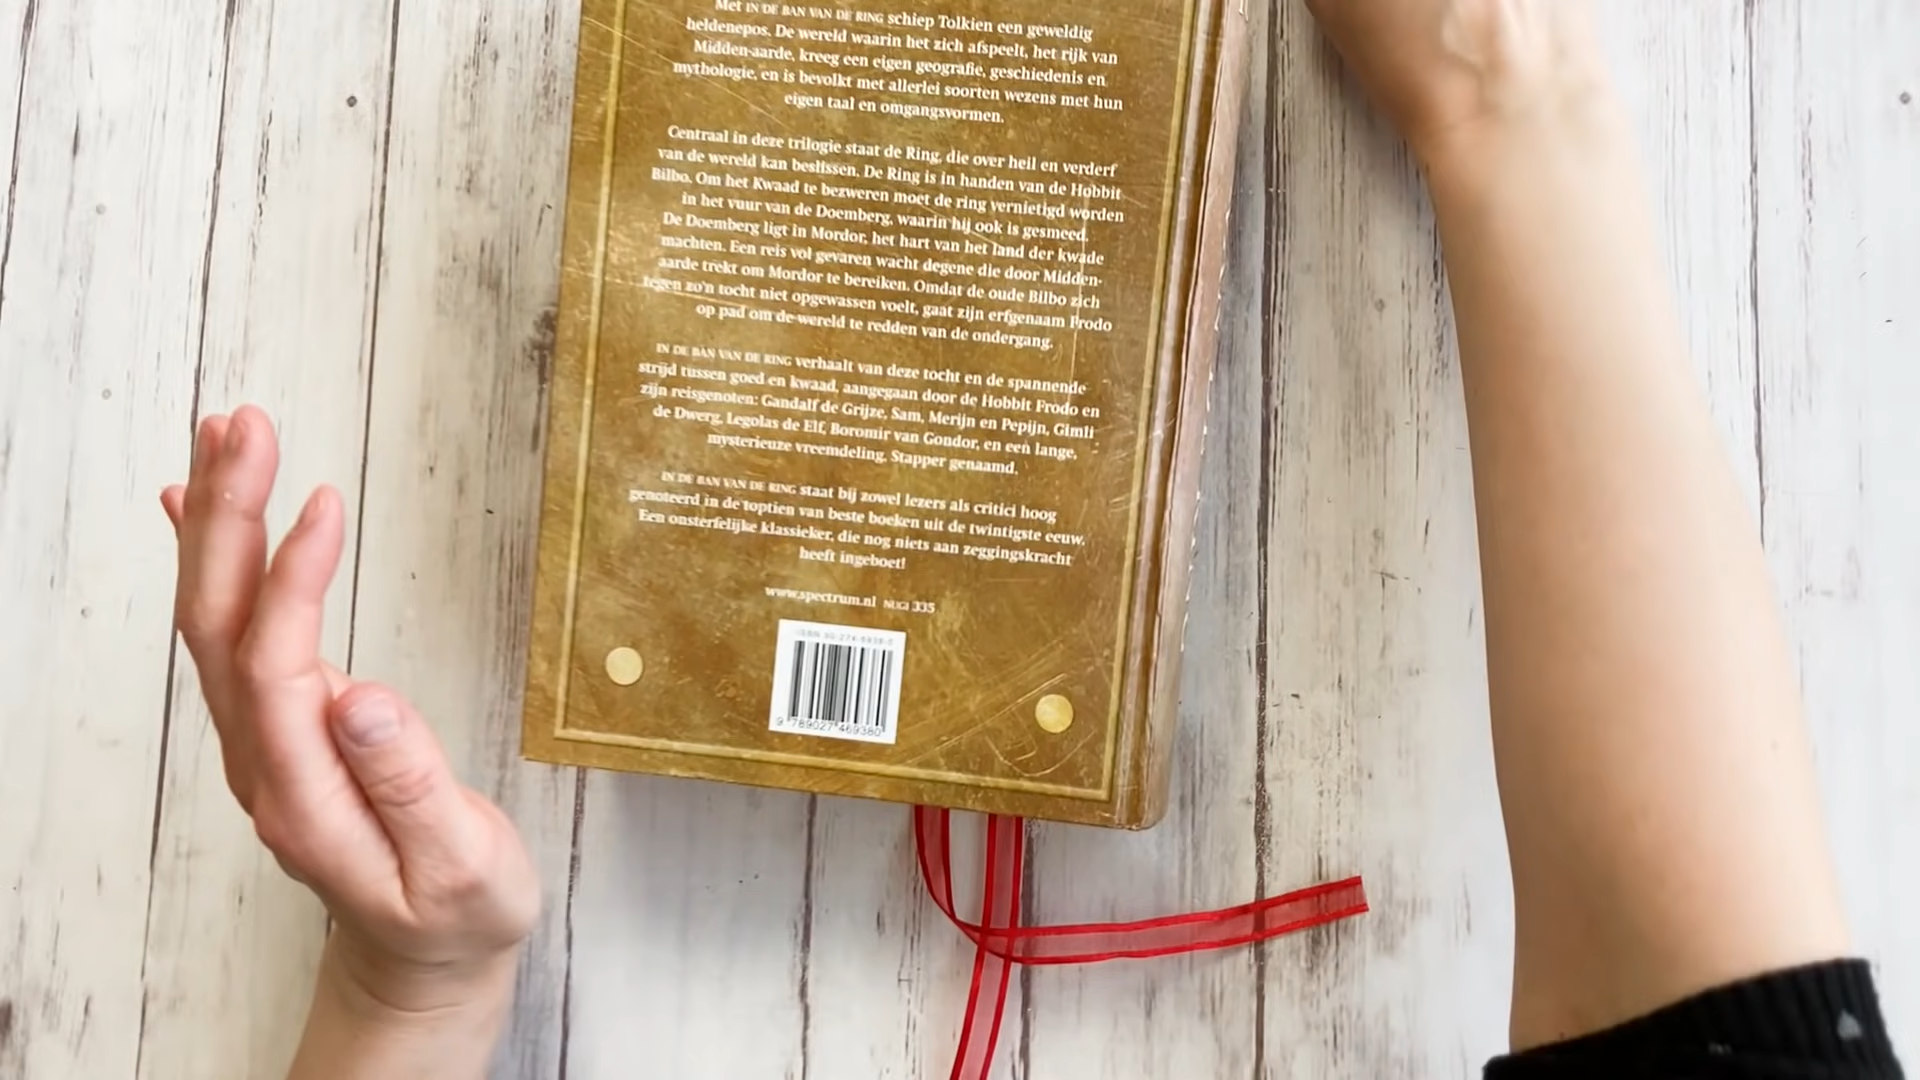 Met IN DE BAN VAN DE RING schiep Tolkien een geweldig
heldenepos. De wereld waarin het zich afspeelt, het rijk van
Midden-aarde, kreeg een eigen geografie, geschiedenis en
mythologie, en is bevolkt met allerlei soorten wezens met hun
eigen taal en omgangsvormen.
Centraal in deze trilogie staat de Ring, die over heil en verderf
van de wereld kan beslissen. De Ring is in handen van de Hobbit
Bilbo. Om het Kwaad te bezweren moet de ring vernietigd worden
in het vuur van de Doemberg, waarin hij ook is gesmeed.
De Doemberg ligt in Mordor, het hart van het land der kwade
machten. Een reis vol gevaren wacht degene die door Midden-
aarde trekt om Mordor te bereiken. Omdat de oude Bilbo zich
tegen zo'n tocht niet opgewassen voelt, gaat zijn erfgenaam Frodo
op pad om de wereld te redden van de ondergang.
IN DE BAN VAN DE RING verhaalt van deze tocht en de spannende
strijd tussen goed en kwaad, aangegaan door de Hobbit Frodo en
zijn reisgenoten: Gandalf de Grijze, Sam, Merijn en Pepijn, Gimli
de Dwerg, Legolas de Elf, Boromir van Gondor, en een lange,
mysterieuze vreemdeling, Stapper genaamd.
IN DE BAN VAN DE RING staat bij zowel lezers als critici hoog
genoteerd in de toptien van beste boeken uit de twintigste eeuw.
Een onsterfelijke klassieker, die nog niets aan zeggingskracht
heeft ingeboet!
www.spectrum.nl NUGI 335
ISBN 90-274-6938-0
9 789027 469380